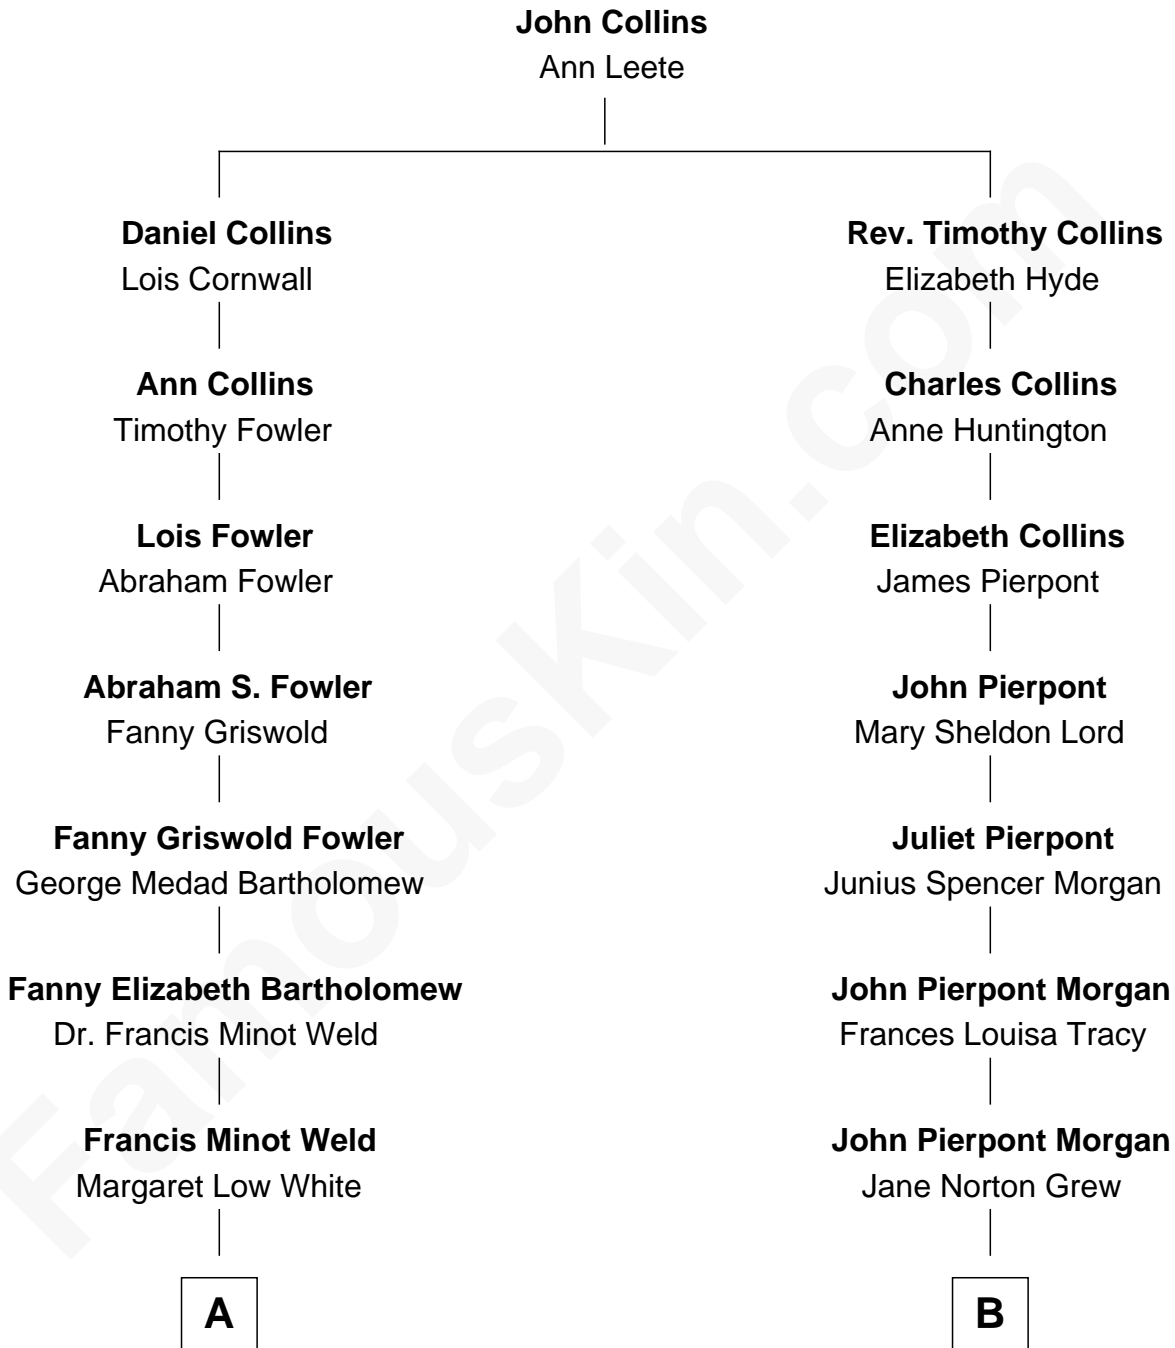 John Collins
Ann Leete
Daniel Collins
Lois Cornwall
Rev. Timothy Collins
Elizabeth Hyde
Ann Collins
Timothy Fowler
Charles Collins
Anne Huntington
Lois Fowler
Abraham Fowler
Elizabeth Collins
James Pierpont
Abraham S. Fowler
Fanny Griswold
John Pierpont
Mary Sheldon Lord
Fanny Griswold Fowler
George Medad Bartholomew
Juliet Pierpont
Junius Spencer Morgan
Fanny Elizabeth Bartholomew
Dr. Francis Minot Weld
John Pierpont Morgan
Frances Louisa Tracy
Francis Minot Weld
Margaret Low White
John Pierpont Morgan
Jane Norton Grew
A
B
FamousKin.com